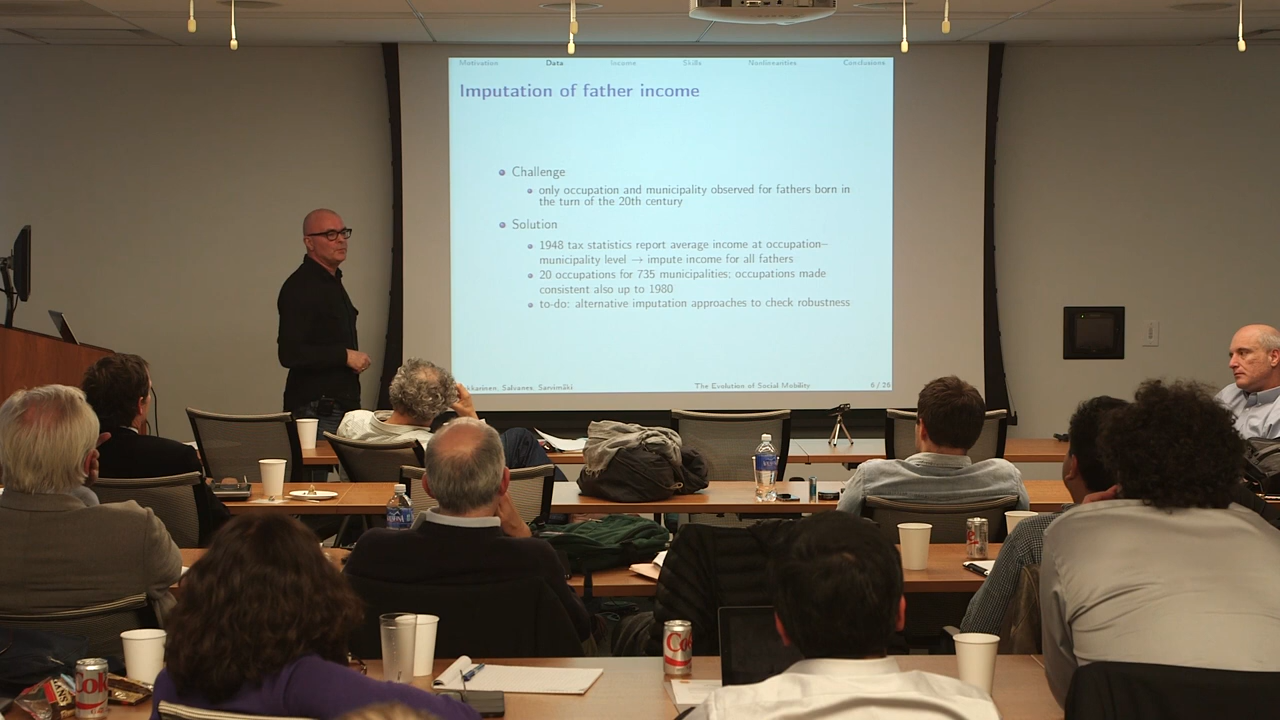 Motivation Data Income Skills Nonlinearities Conclusions
Imputation of father income
Challenge
only occupation and municipality observed for fathers born in
the turn of the 20th century
Solution
1948 tax statistics report average income at occupation–
municipality level → impute income for all fathers
20 occupations for 735 municipalities; occupations made
consistent also up to 1980
to-do: alternative imputation approaches to check robustness
Salvanes, Sarvimäki The Evolution of Social Mobility 6 / 26
Coke